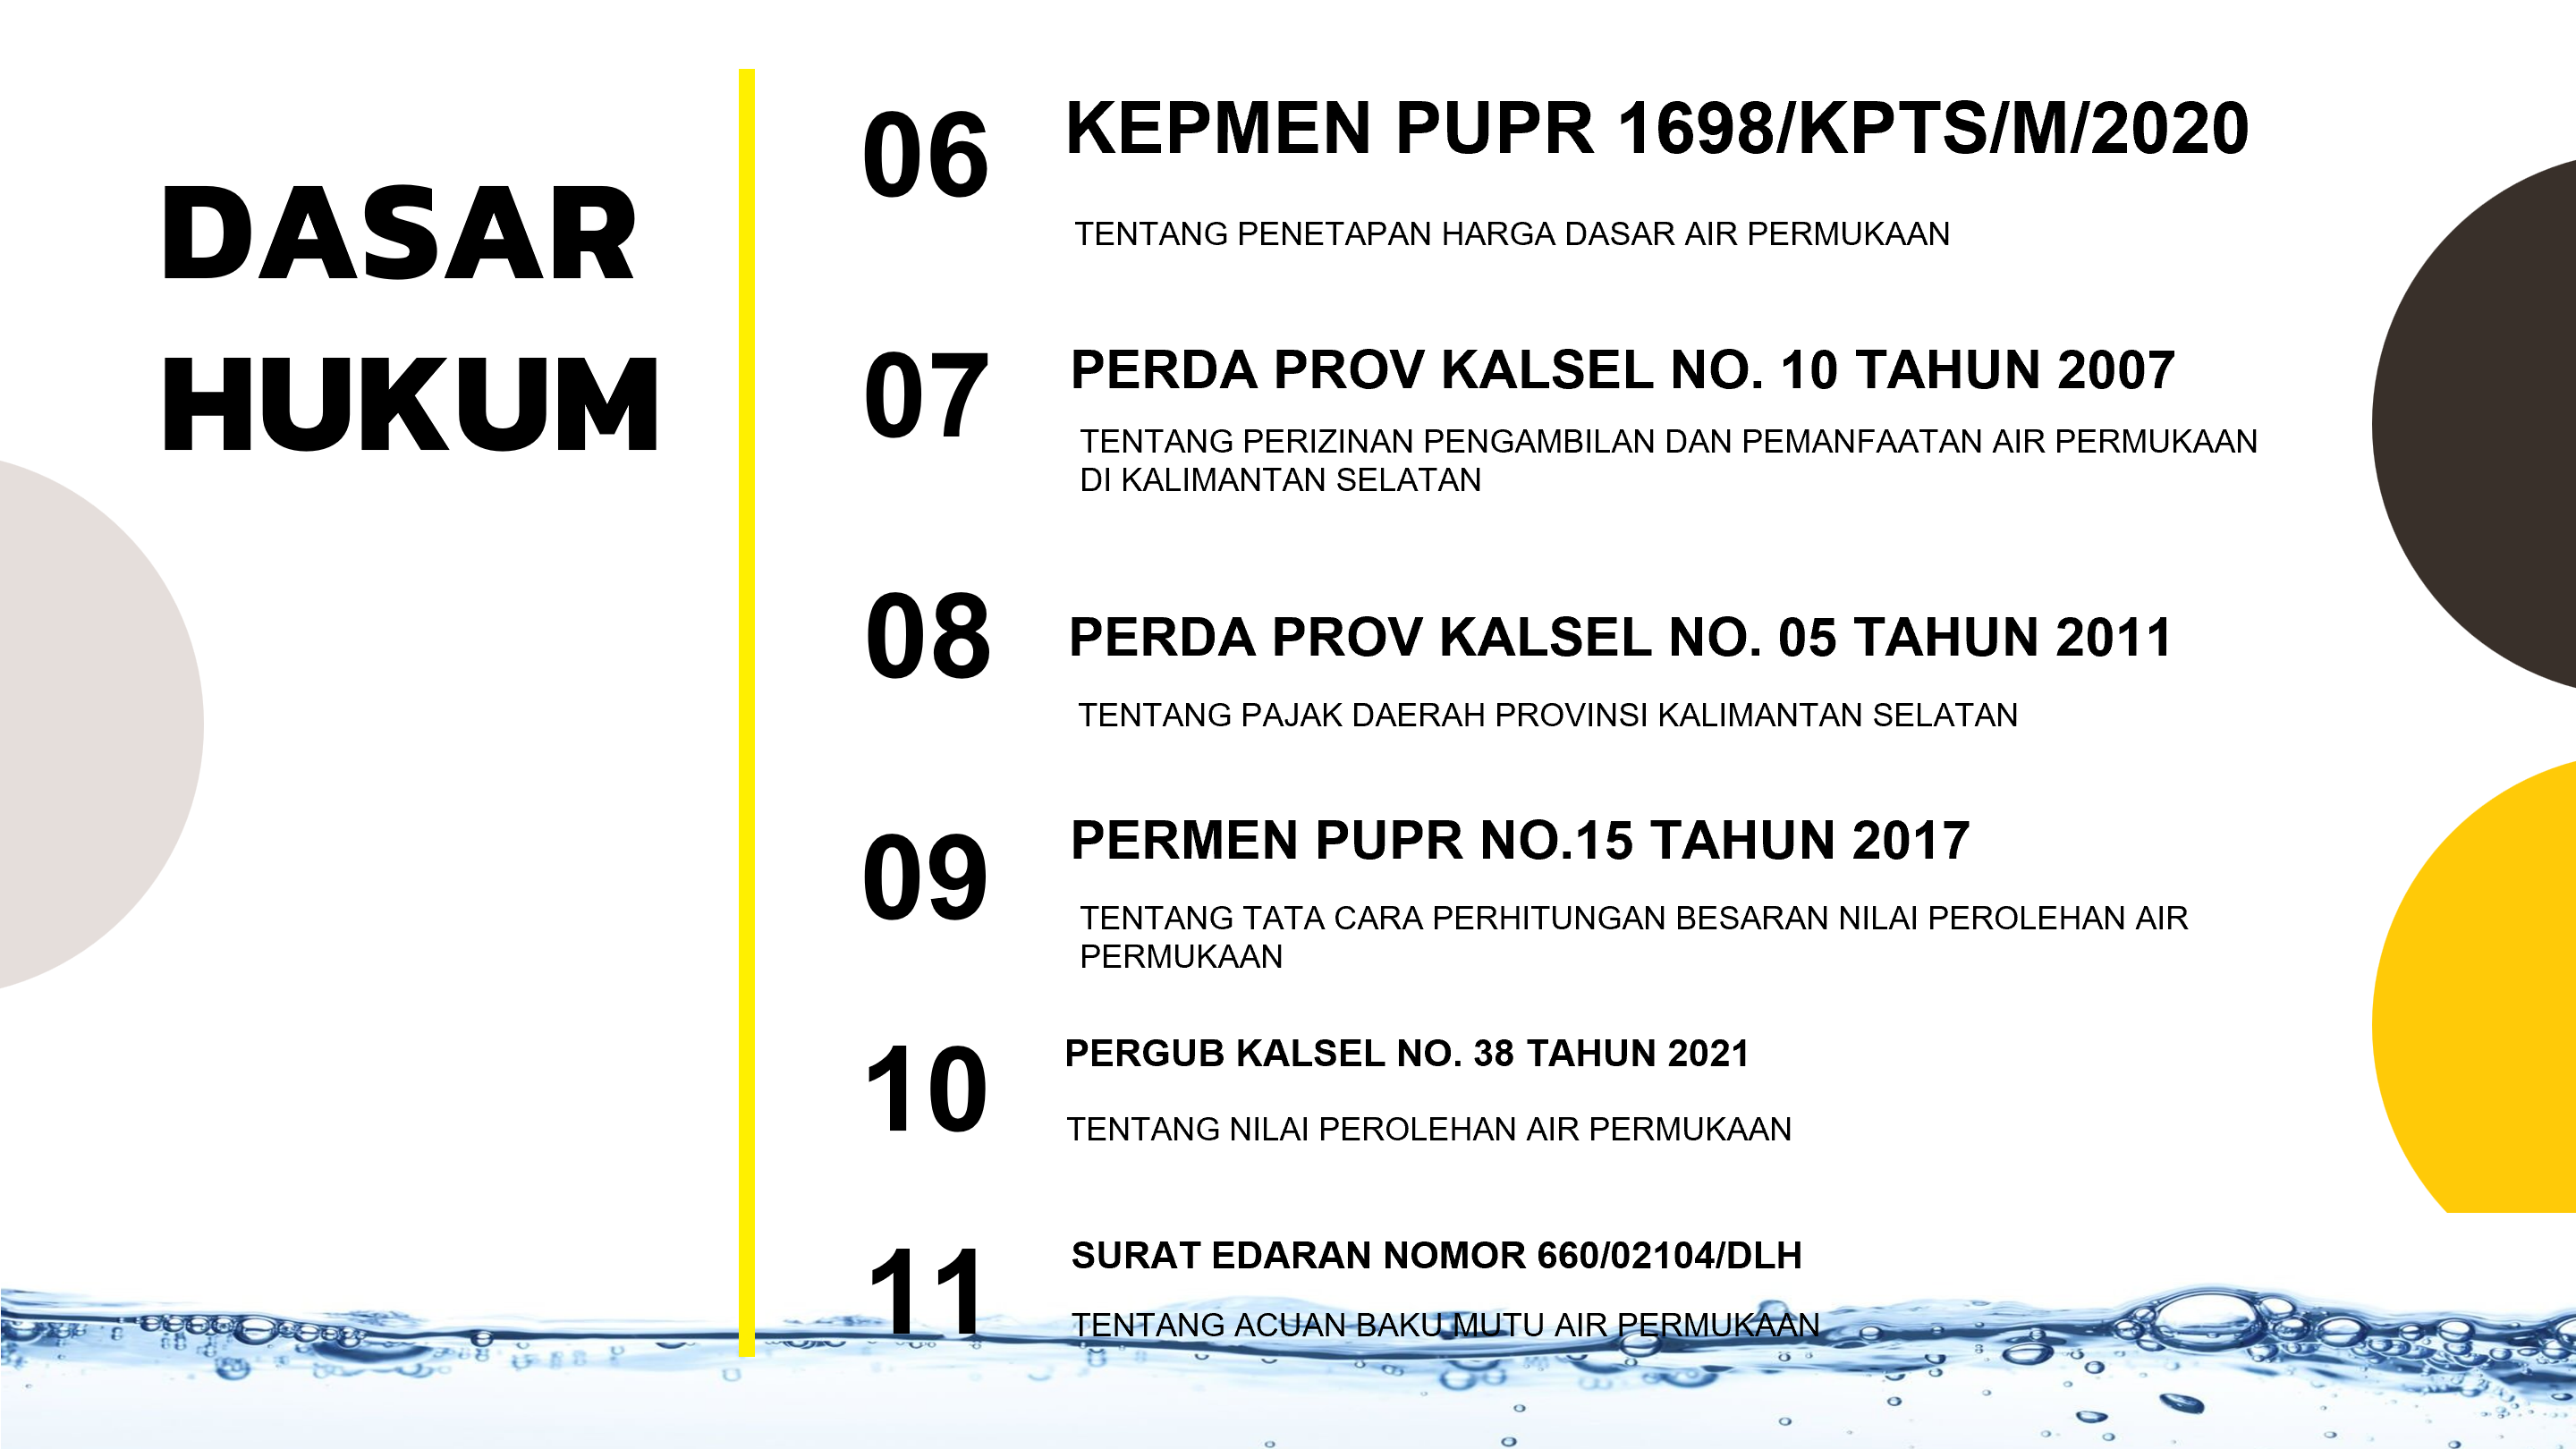 DASAR
HUKUM
06
KEPMEN PUPR 1698/KPTS/M/2020
TENTANG PENETAPAN HARGA DASAR AIR PERMUKAAN
07
PERDA PROV KALSEL NO. 10 TAHUN 2007
TENTANG PERIZINAN PENGAMBILAN DAN PEMANFAATAN AIR PERMUKAAN
DI KALIMANTAN SELATAN
08
PERDA PROV KALSEL NO. 05 TAHUN 2011
TENTANG PAJAK DAERAH PROVINSI KALIMANTAN SELATAN
09
PERMEN PUPR NO.15 TAHUN 2017
TENTANG TATA CARA PERHITUNGAN BESARAN NILAI PEROLEHAN AIR
PERMUKAAN
10
PERGUB KALSEL NO. 38 TAHUN 2021
TENTANG NILAI PEROLEHAN AIR PERMUKAAN
11
SURAT EDARAN NOMOR 660/02104/DLH
TENTANG ACUAN BAKU MUTU AIR PERMUKAAN